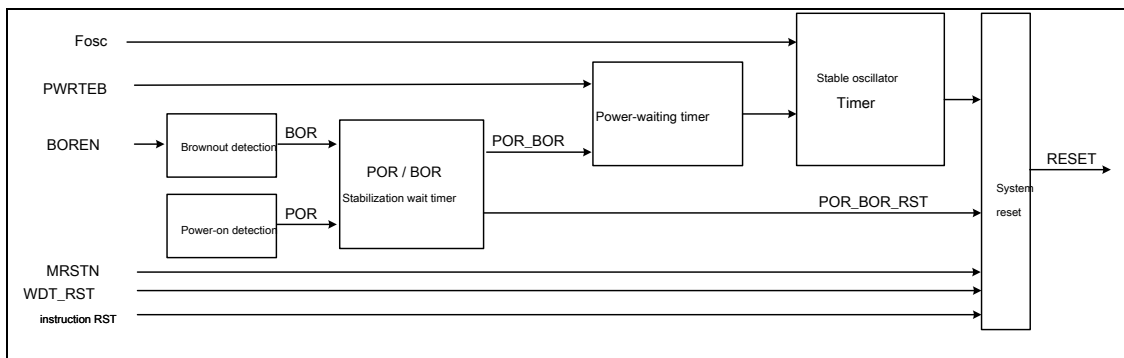 Fosc
PWRTEB
BOREN
Brownout detection
BOR
Power-on detection
POR
POR / BOR
Stabilization wait timer
POR_BOR
Power-waiting timer
Stable oscillator
Timer
POR_BOR_RST
System
reset
RESET
MRSTN
WDT_RST
instruction RST